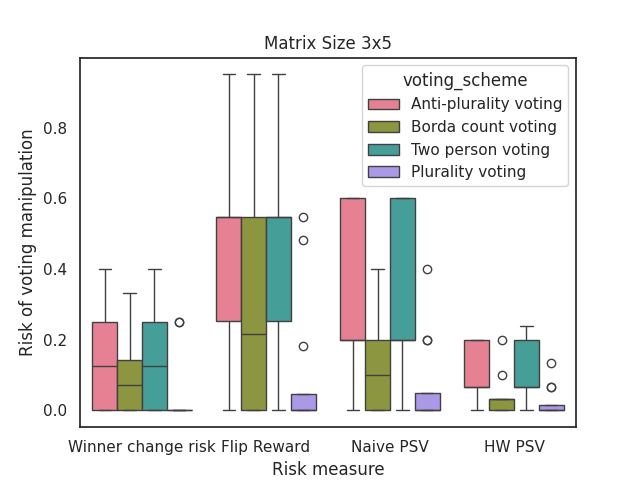 Matrix Size 3x5
voting_scheme
Anti-plurality voting
Borda count voting
Two person voting
Plurality voting
Risk of voting manipulation
0.8
0.6
0.4
0.2
0.0
Winner change risk Flip Reward Naive PSV HW PSV
Risk measure